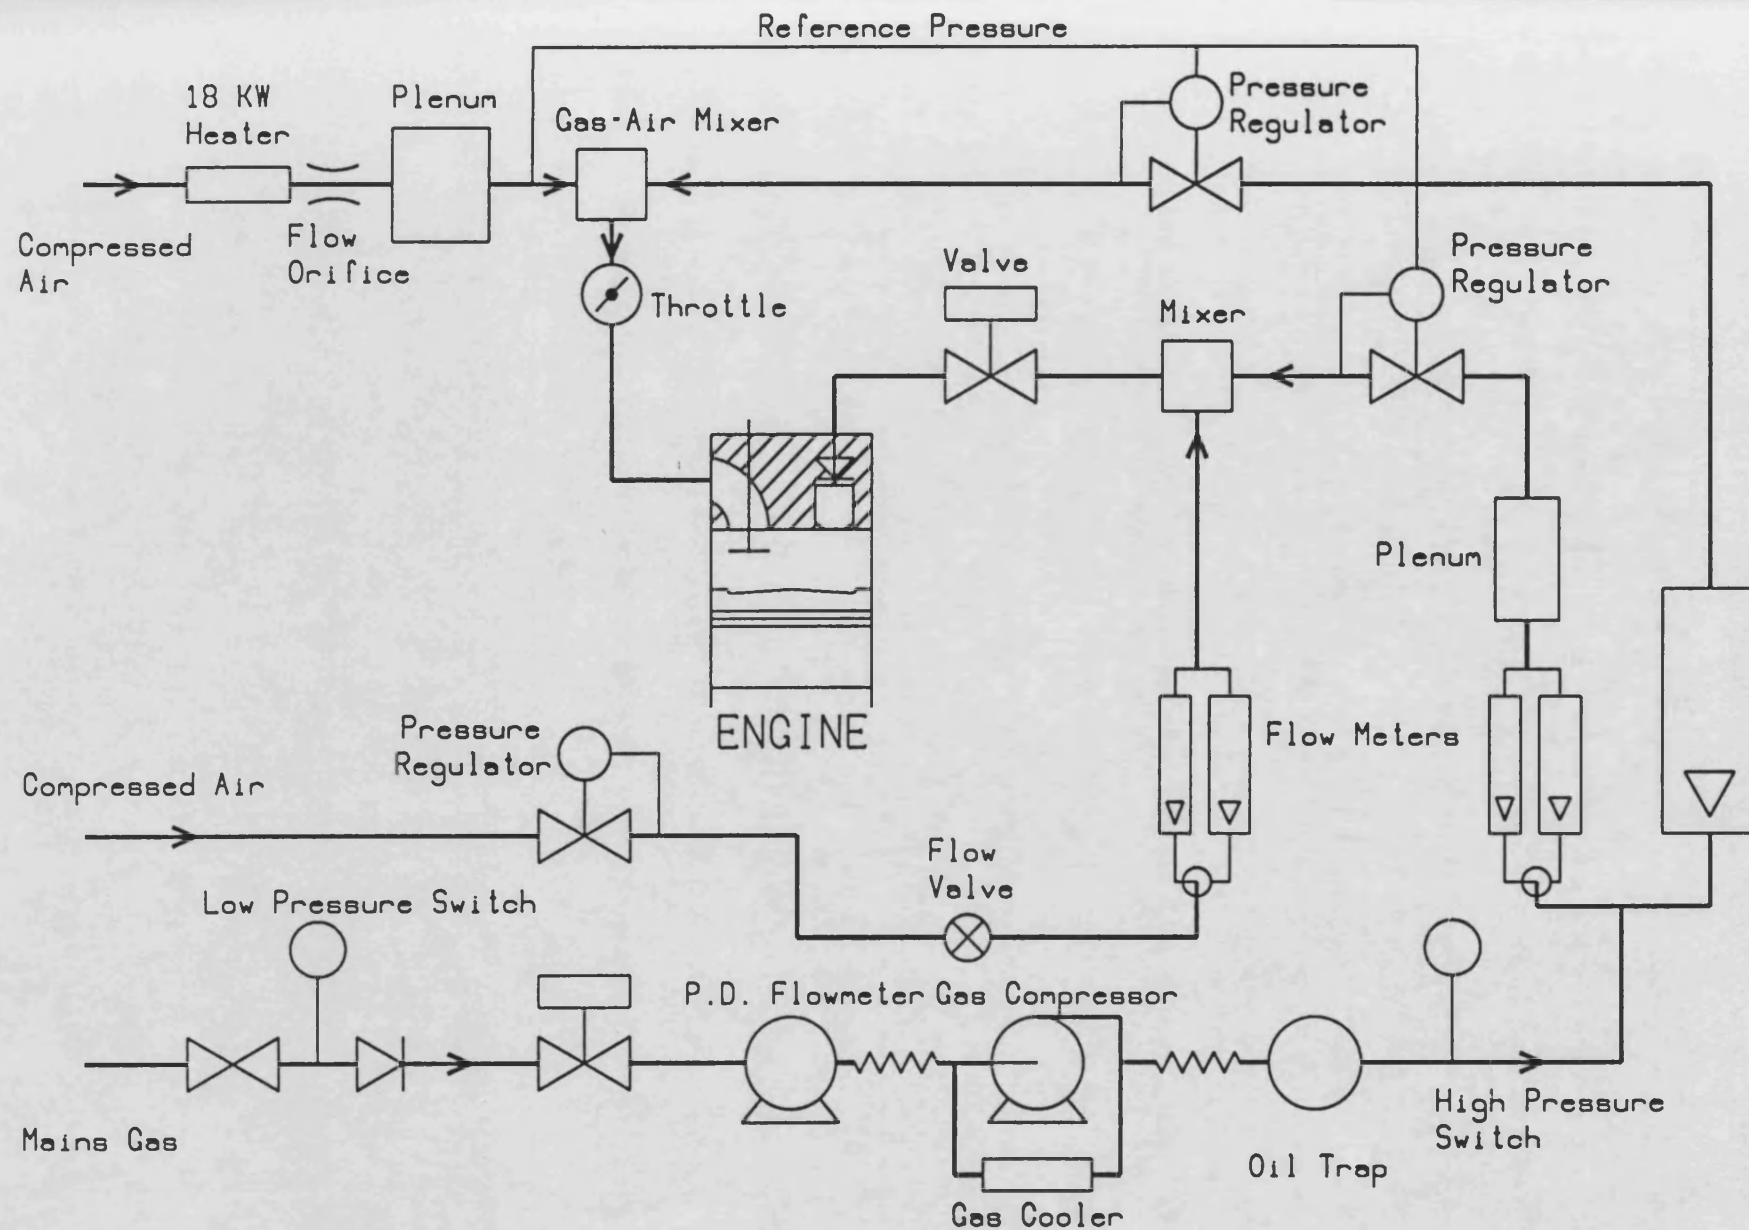 Reference Pressure
18 KW
Heater
Plenum
Gas-Air Mixer
Pressure
Regulator
Compressed
Air
Flow
Orifice
Throttle
Valve
Mixer
Pressure
Regulator
Plenum
ENGINE
Pressure
Regulator
Flow Meters
Compressed Air
Flow
Valve
Low Pressure Switch
P.D. Flowmeter
Gas Compressor
High Pressure
Switch
Mains Gas
Oil Trap
Gas Cooler